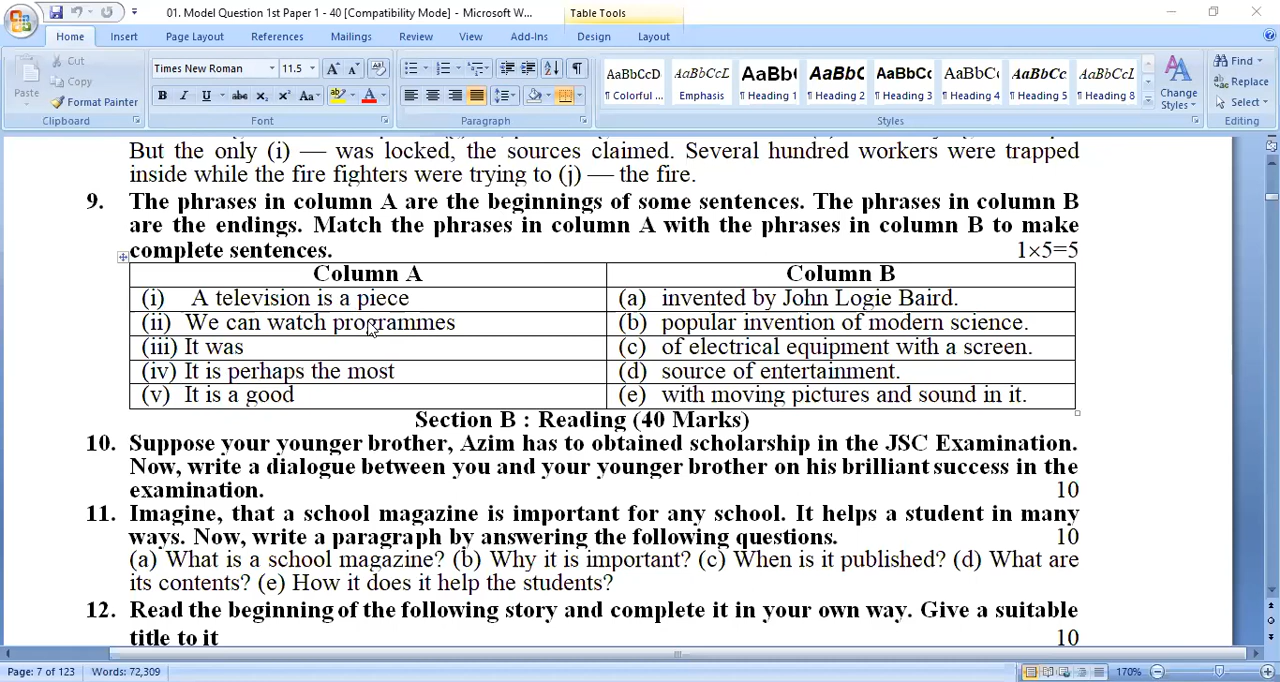 01. Model Question 1st Paper 1 - 40 [Compatibility Mode] - Microsoft W...
Table Tools
Home Insert Page Layout References Mailings Review View Add-Ins Design Layout
Cut
Copy
Format Painter
Paste
Clipboard
Times New Roman 11.5
Font
Paragraph
AaBbCcD AaBbCcL AaBb( AaBbC AaBbCc AaBbC( AaBbCc AaBbCcL
¶ Colorful ... Emphasis ¶ Heading 1 ¶ Heading 2 ¶ Heading 3 ¶ Heading 4 ¶ Heading 5 ¶ Heading 8
Change Styles
Styles
Find
Replace
Select
Editing
But the only (i) — was locked, the sources claimed. Several hundred workers were trapped
inside while the fire fighters were trying to (j) — the fire.
9. The phrases in column A are the beginnings of some sentences. The phrases in column B
are the endings. Match the phrases in column A with the phrases in column B to make
complete sentences. 1×5=5
Column A Column B
(i) A television is a piece (a) invented by John Logie Baird.
(ii) We can watch programmes (b) popular invention of modern science.
(iii) It was (c) of electrical equipment with a screen.
(iv) It is perhaps the most (d) source of entertainment.
(v) It is a good (e) with moving pictures and sound in it.
Section B : Reading (40 Marks)
10. Suppose your younger brother, Azim has to obtained scholarship in the JSC Examination.
Now, write a dialogue between you and your younger brother on his brilliant success in the
examination. 10
11. Imagine, that a school magazine is important for any school. It helps a student in many
ways. Now, write a paragraph by answering the following questions. 10
(a) What is a school magazine? (b) Why it is important? (c) When is it published? (d) What are
its contents? (e) How it does it help the students?
12. Read the beginning of the following story and complete it in your own way. Give a suitable
title to it 10
Page: 7 of 123 Words: 72,309 170%